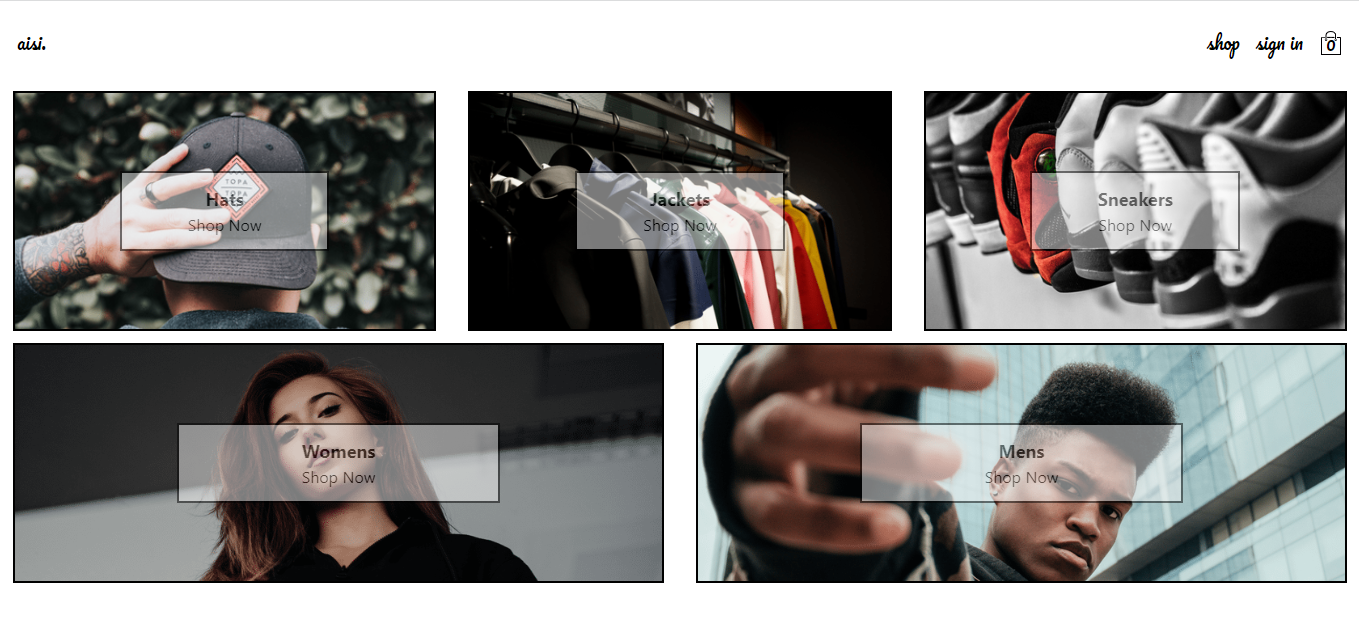 aisi.
shop sign in 0
TOPA
TOPA
Hats
Shop Now
Jackets
Shop Now
Sneakers
Shop Now
Womens
Shop Now
Mens
Shop Now